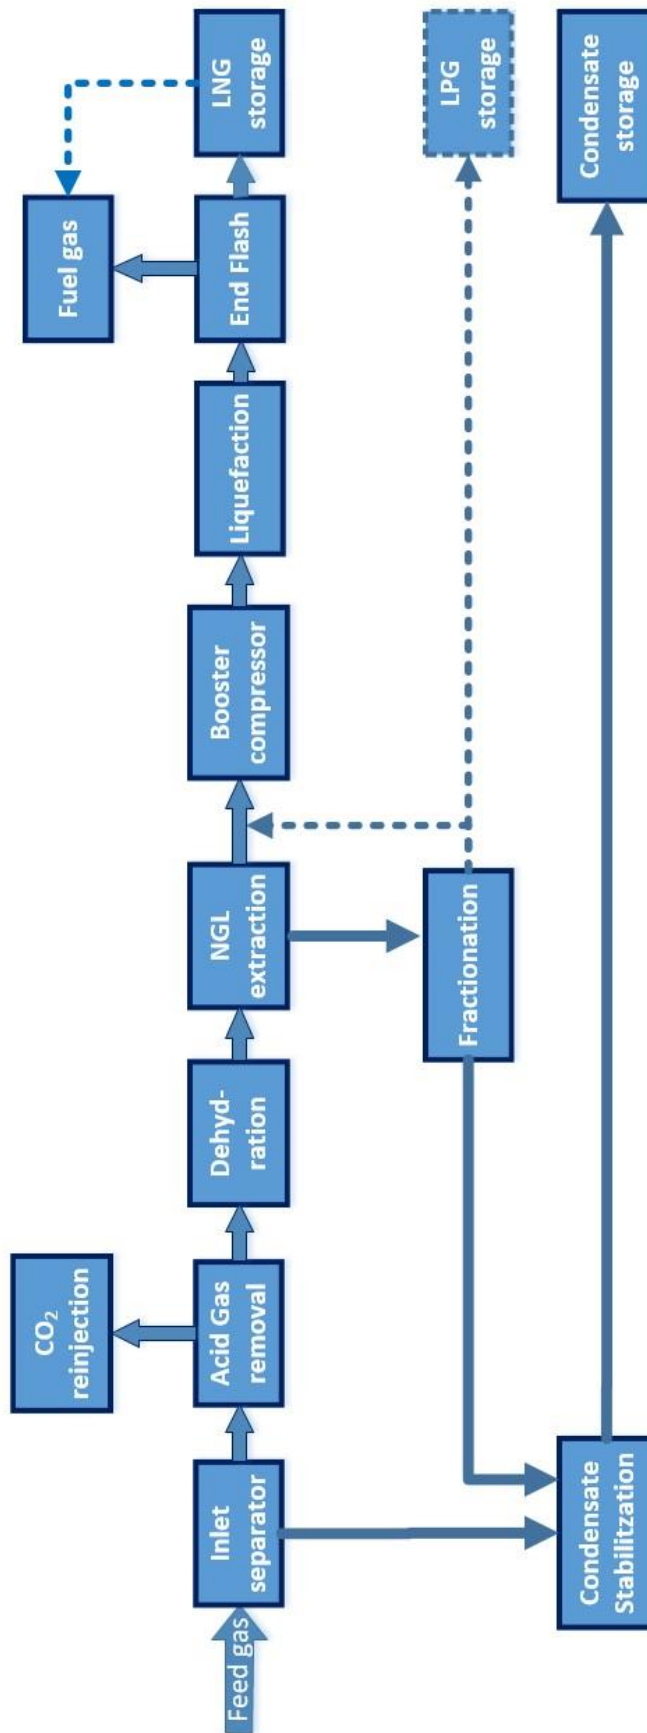 Feed gas
Inlet
separator
CO₂
reinjection
Acid Gas
removal
Dehyd-
ration
NGL
extraction
Booster
compressor
Liquefaction
Fuel gas
End Flash
LNG
storage
Fractionation
LPG
storage
Condensate
Stabilitzation
Condensate
storage